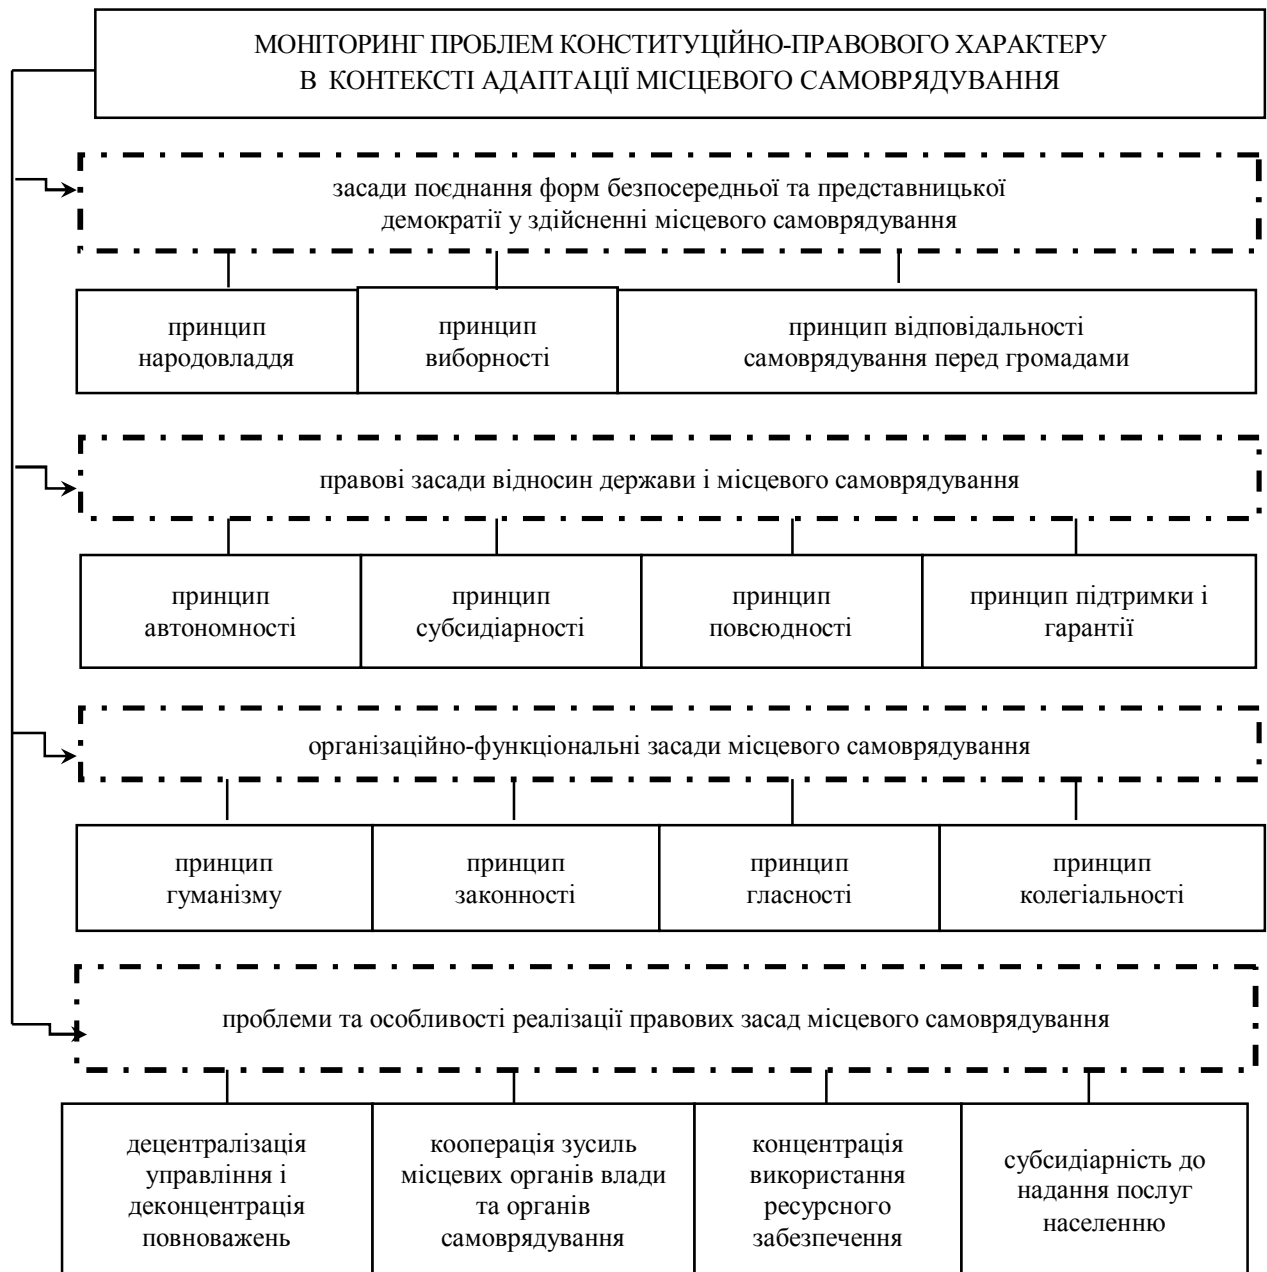 МОНІТОРИНГ ПРОБЛЕМ КОНСТИТУЦІЙНО-ПРАВОВОГО ХАРАКТЕРУ
В КОНТЕКСТІ АДАПТАЦІЇ МІСЦЕВОГО САМОВРЯДУВАННЯ
засади поєднання форм безпосередньої та представницької
демократії у здійсненні місцевого самоврядування
принцип
народовладдя
принцип
виборності
принцип відповідальності
самоврядування перед громадами
правові засади відносин держави і місцевого самоврядування
принцип
автономності
принцип
субсидіарності
принцип
повсюдності
принцип підтримки і
гарантії
організаційно-функціональні засади місцевого самоврядування
принцип
гуманізму
принцип
законності
принцип
гласності
принцип
колегіальності
проблеми та особливості реалізації правових засад місцевого самоврядування
децентралізація
управління і
деконцентрація
повноважень
кооперація зусиль
місцевих органів влади
та органів
самоврядування
концентрація
використання
ресурсного
забезпечення
субсидіарність до
надання послуг
населенню